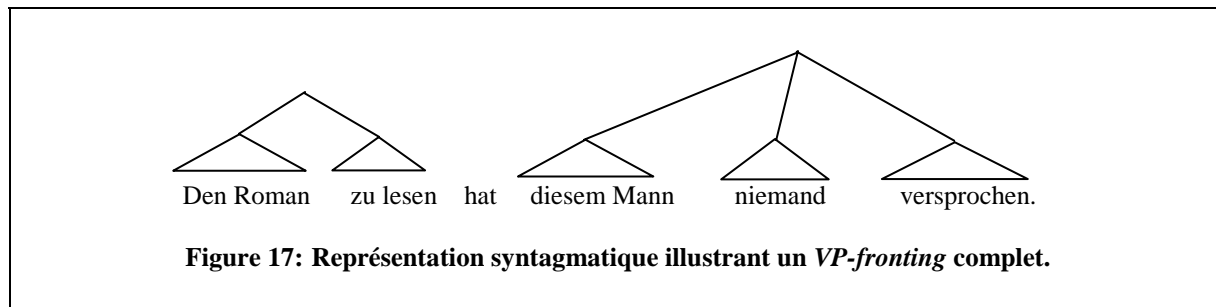 Den Roman zu lesen hat diesem Mann niemand versprochen.
Figure 17: Représentation syntagmatique illustrant un VP-fronting complet.